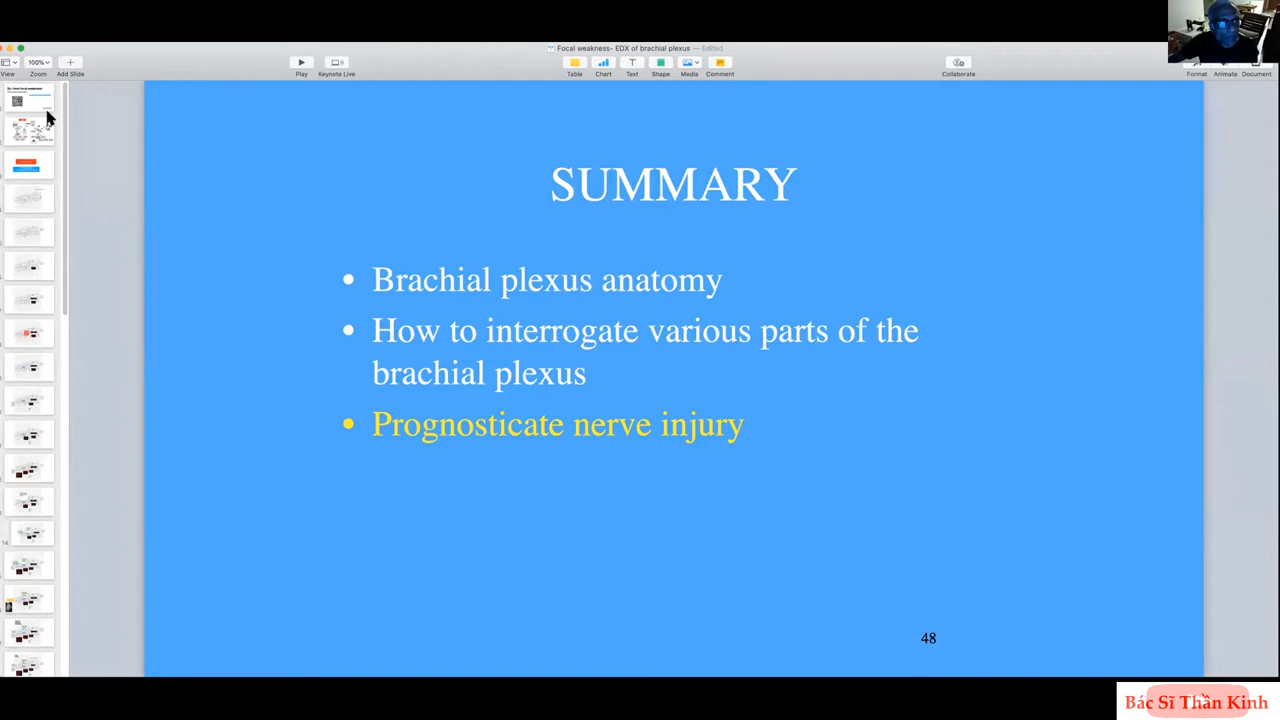 Focal weakness- EDX of brachial plexus — Edited
100%
View
Zoom
Add Slide
Play
Keynote Live
Table
Chart
Text
Shape
Media
Comment
Collaborate
Format
Animate
Document
14
SUMMARY
• Brachial plexus anatomy
• How to interrogate various parts of the
brachial plexus
• Prognosticate nerve injury
48
Bác Sĩ Thần Kinh